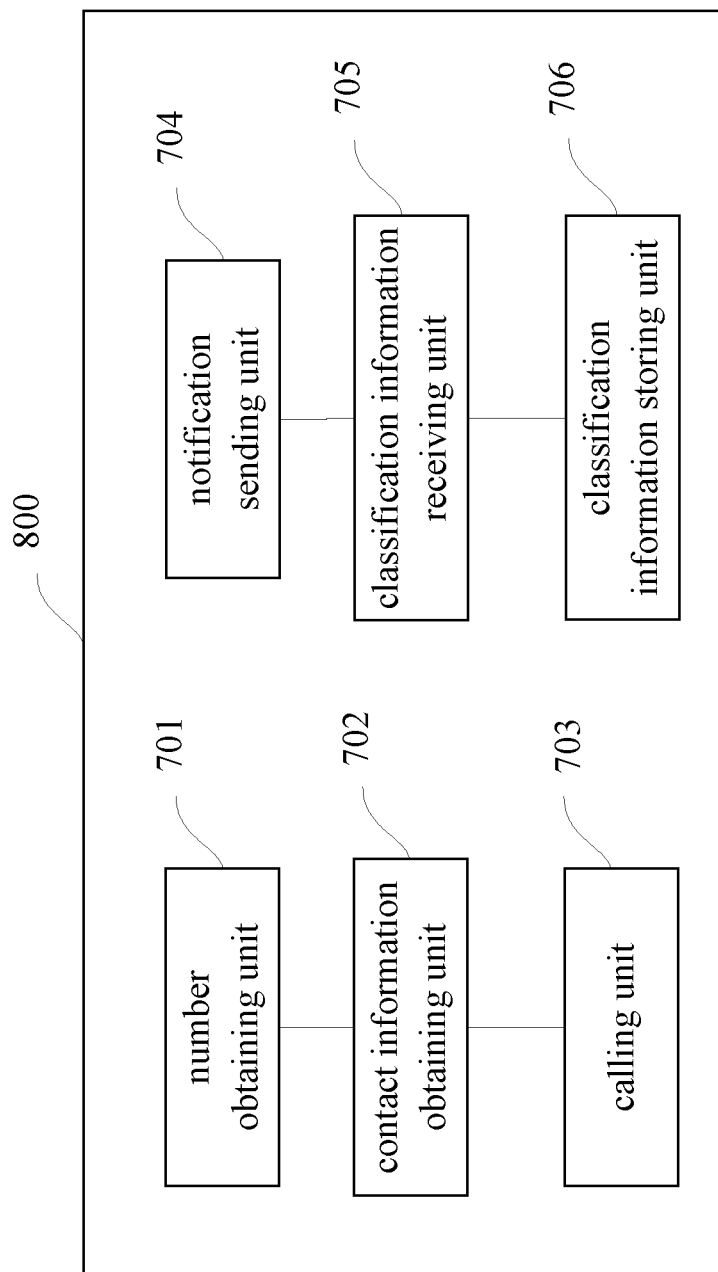 800
701
number
obtaining unit
702
contact information
obtaining unit
703
calling unit
704
notification
sending unit
705
classification information
receiving unit
706
classification
information storing unit